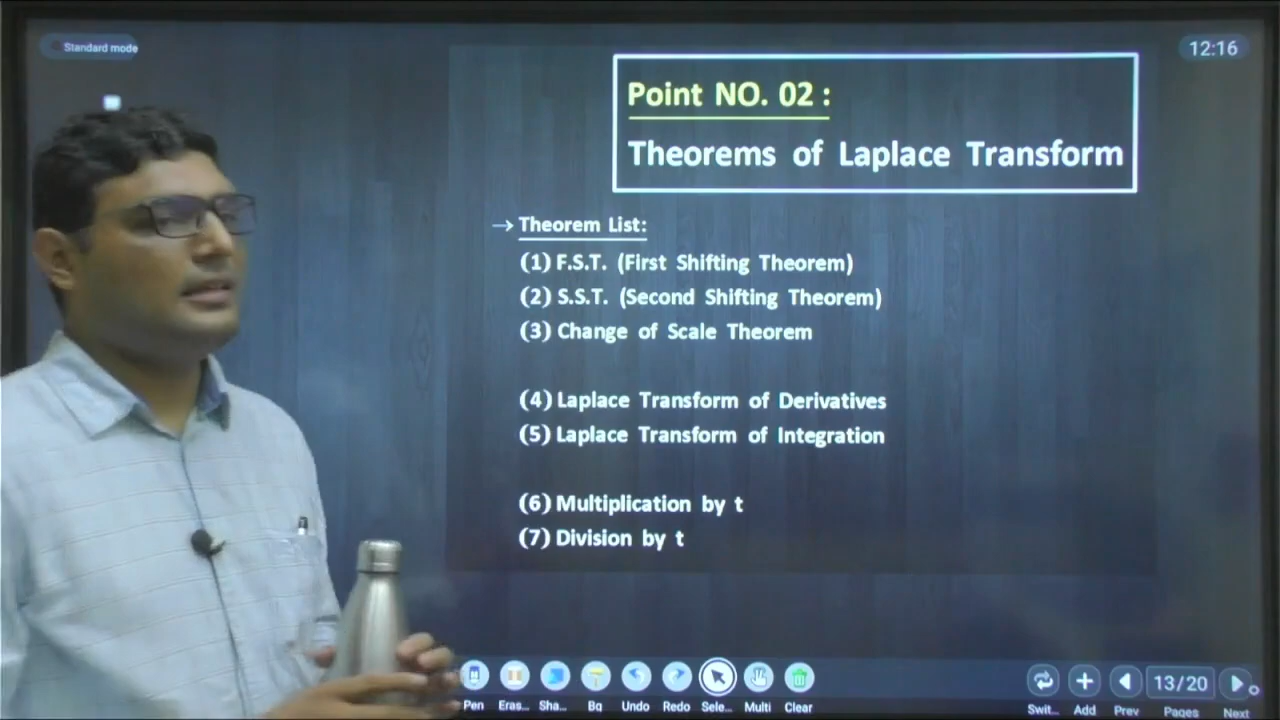 Standard mode
12:16
Point NO. 02 :
Theorems of Laplace Transform
→ Theorem List:
(1) F.S.T. (First Shifting Theorem)
(2) S.S.T. (Second Shifting Theorem)
(3) Change of Scale Theorem
(4) Laplace Transform of Derivatives
(5) Laplace Transform of Integration
(6) Multiplication by t
(7) Division by t
Pen Eras... Sha... Bg Undo Redo Sele... Multi Clear
13/20
Swit... Add Prev Pages Next